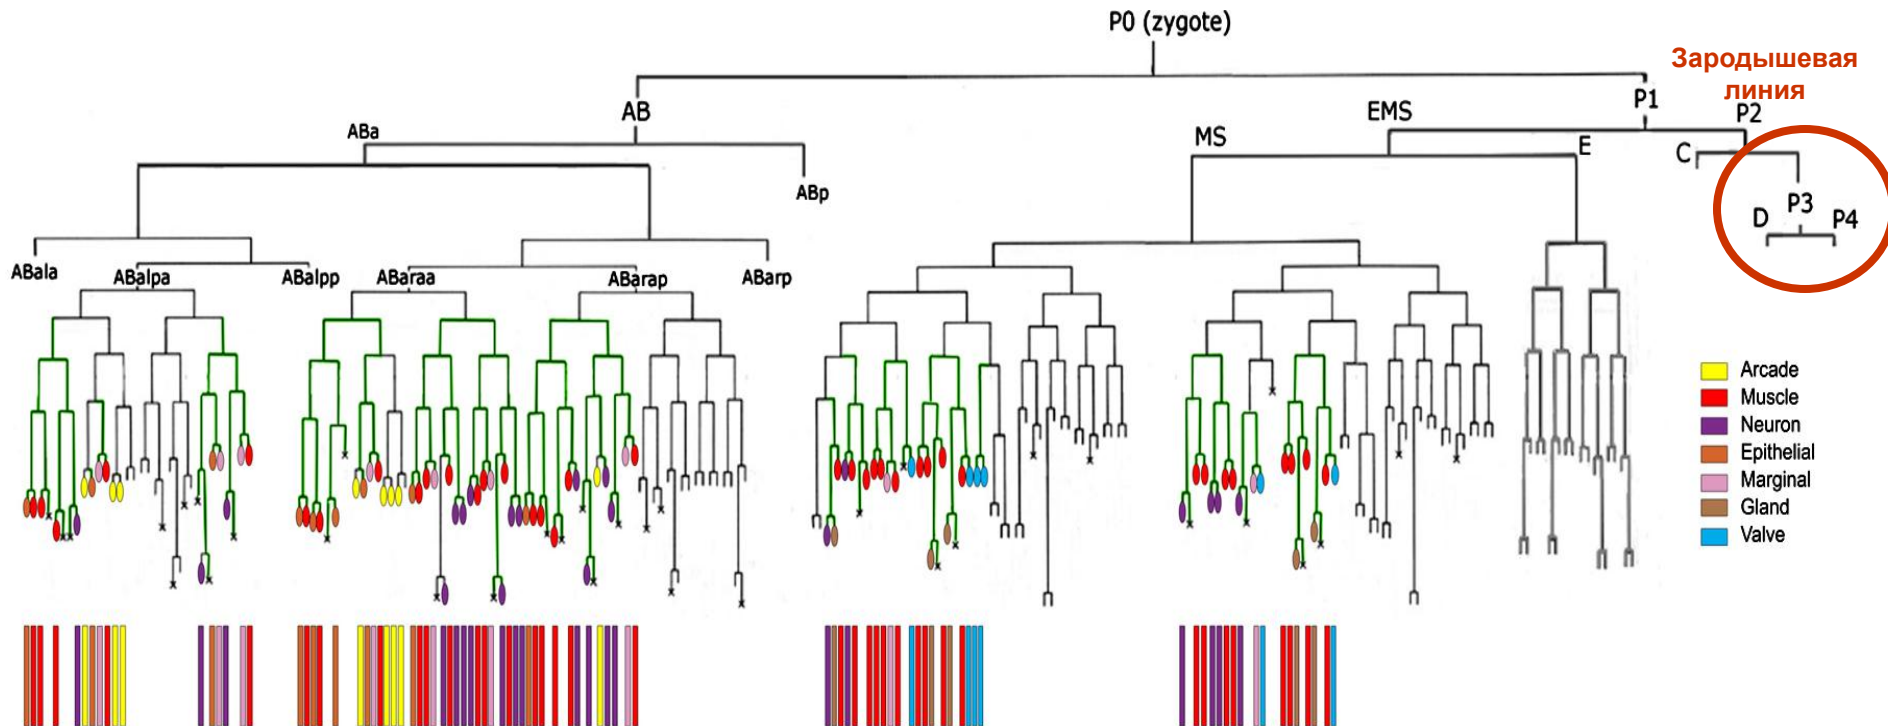 P0 (zygote)
Зародышевая
линия
AB
EMS
P1
P2
ABa
MS
E
C
ABp
D
P3
P4
ABala
ABalpa
ABalpp
ABaraa
ABarap
ABarp
Arcade
Muscle
Neuron
Epithelial
Marginal
Gland
Valve